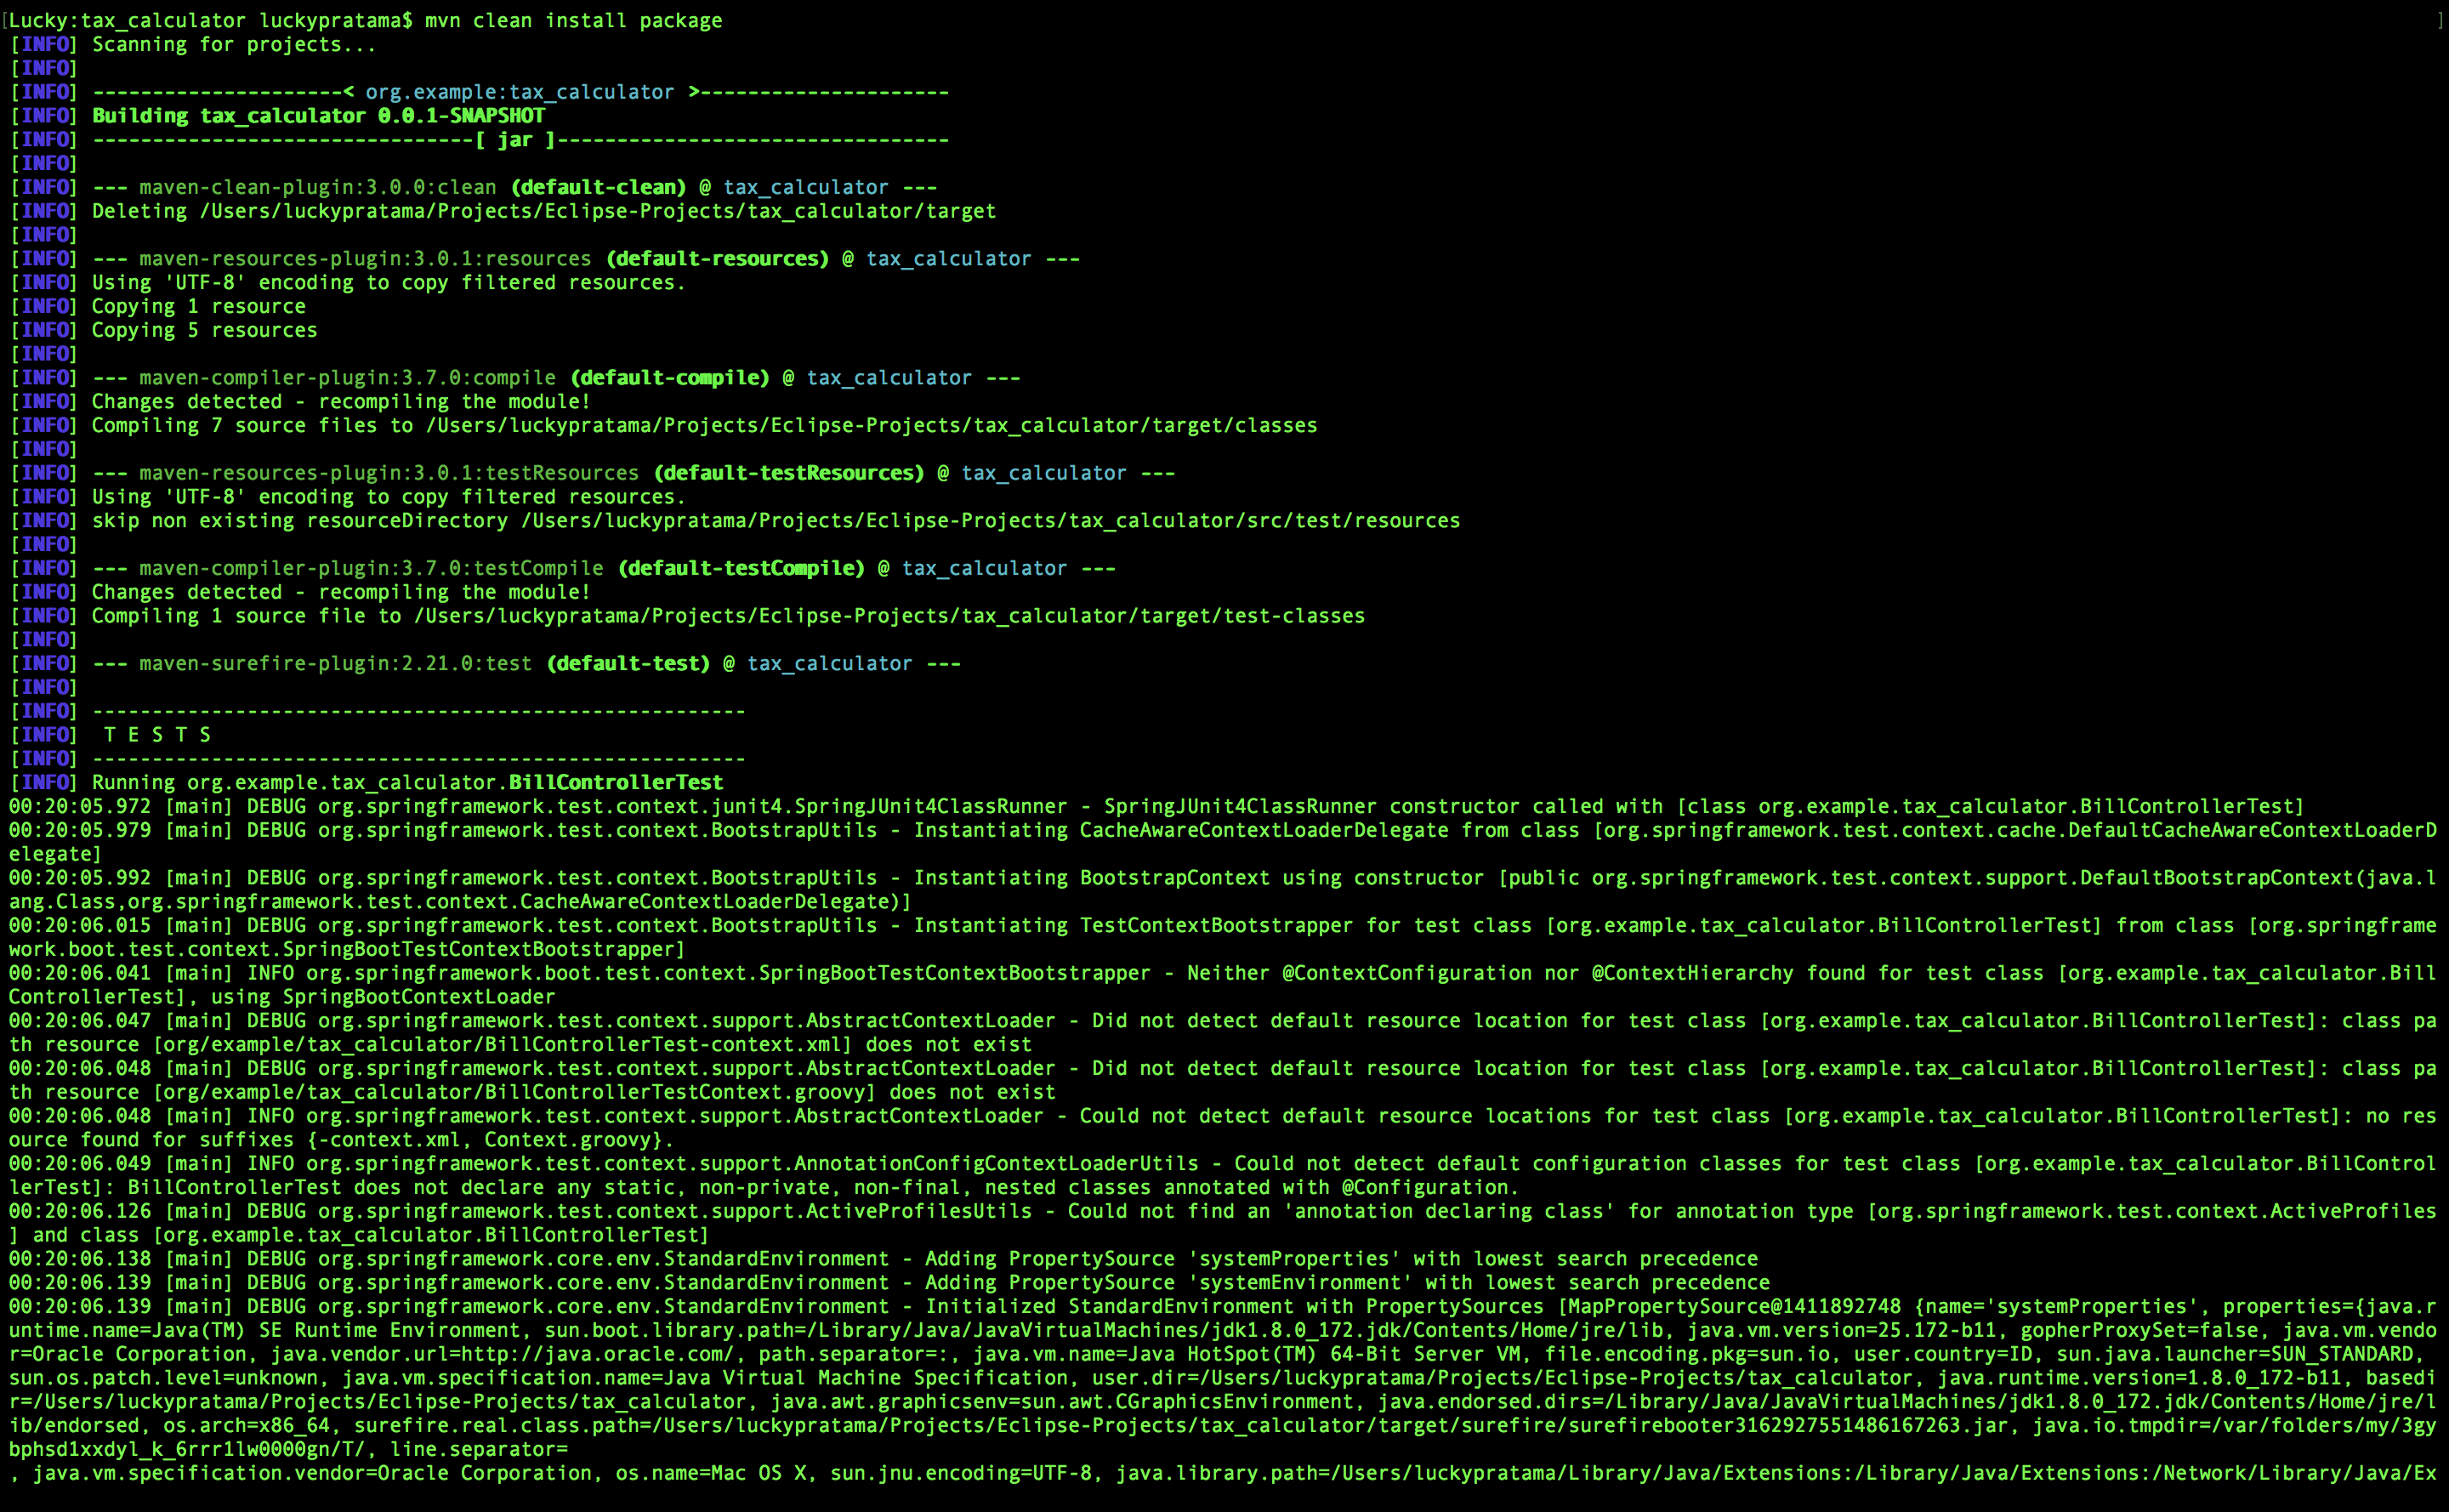 [Lucky:tax_calculator luckypratama$ mvn clean install package ]
[INFO] Scanning for projects...
[INFO]
[INFO] ---------------------< org.example:tax_calculator >---------------------
[INFO] Building tax_calculator 0.0.1-SNAPSHOT
[INFO] --------------------------------[ jar ]---------------------------------
[INFO]
[INFO] --- maven-clean-plugin:3.0.0:clean (default-clean) @ tax_calculator ---
[INFO] Deleting /Users/luckypratama/Projects/Eclipse-Projects/tax_calculator/target
[INFO]
[INFO] --- maven-resources-plugin:3.0.1:resources (default-resources) @ tax_calculator ---
[INFO] Using 'UTF-8' encoding to copy filtered resources.
[INFO] Copying 1 resource
[INFO] Copying 5 resources
[INFO]
[INFO] --- maven-compiler-plugin:3.7.0:compile (default-compile) @ tax_calculator ---
[INFO] Changes detected - recompiling the module!
[INFO] Compiling 7 source files to /Users/luckypratama/Projects/Eclipse-Projects/tax_calculator/target/classes
[INFO]
[INFO] --- maven-resources-plugin:3.0.1:testResources (default-testResources) @ tax_calculator ---
[INFO] Using 'UTF-8' encoding to copy filtered resources.
[INFO] skip non existing resourceDirectory /Users/luckypratama/Projects/Eclipse-Projects/tax_calculator/src/test/resources
[INFO]
[INFO] --- maven-compiler-plugin:3.7.0:testCompile (default-testCompile) @ tax_calculator ---
[INFO] Changes detected - recompiling the module!
[INFO] Compiling 1 source file to /Users/luckypratama/Projects/Eclipse-Projects/tax_calculator/target/test-classes
[INFO]
[INFO] --- maven-surefire-plugin:2.21.0:test (default-test) @ tax_calculator ---
[INFO]
[INFO] -------------------------------------------------------
[INFO]  T E S T S
[INFO] -------------------------------------------------------
[INFO] Running org.example.tax_calculator.BillControllerTest
00:20:05.972 [main] DEBUG org.springframework.test.context.junit4.SpringJUnit4ClassRunner - SpringJUnit4ClassRunner constructor called with [class org.example.tax_calculator.BillControllerTest]
00:20:05.979 [main] DEBUG org.springframework.test.context.BootstrapUtils - Instantiating CacheAwareContextLoaderDelegate from class [org.springframework.test.context.cache.DefaultCacheAwareContextLoaderD
elegate]
00:20:05.992 [main] DEBUG org.springframework.test.context.BootstrapUtils - Instantiating BootstrapContext using constructor [public org.springframework.test.context.support.DefaultBootstrapContext(java.l
ang.Class,org.springframework.test.context.CacheAwareContextLoaderDelegate)]
00:20:06.015 [main] DEBUG org.springframework.test.context.BootstrapUtils - Instantiating TestContextBootstrapper for test class [org.example.tax_calculator.BillControllerTest] from class [org.springframe
work.boot.test.context.SpringBootTestContextBootstrapper]
00:20:06.041 [main] INFO org.springframework.boot.test.context.SpringBootTestContextBootstrapper - Neither @ContextConfiguration nor @ContextHierarchy found for test class [org.example.tax_calculator.Bill
ControllerTest], using SpringBootContextLoader
00:20:06.047 [main] DEBUG org.springframework.test.context.support.AbstractContextLoader - Did not detect default resource location for test class [org.example.tax_calculator.BillControllerTest]: class pa
th resource [org/example/tax_calculator/BillControllerTest-context.xml] does not exist
00:20:06.048 [main] DEBUG org.springframework.test.context.support.AbstractContextLoader - Did not detect default resource location for test class [org.example.tax_calculator.BillControllerTest]: class pa
th resource [org/example/tax_calculator/BillControllerTestContext.groovy] does not exist
00:20:06.048 [main] INFO org.springframework.test.context.support.AbstractContextLoader - Could not detect default resource locations for test class [org.example.tax_calculator.BillControllerTest]: no res
ource found for suffixes {-context.xml, Context.groovy}.
00:20:06.049 [main] INFO org.springframework.test.context.support.AnnotationConfigContextLoaderUtils - Could not detect default configuration classes for test class [org.example.tax_calculator.BillControl
lerTest]: BillControllerTest does not declare any static, non-private, non-final, nested classes annotated with @Configuration.
00:20:06.126 [main] DEBUG org.springframework.test.context.support.ActiveProfilesUtils - Could not find an 'annotation declaring class' for annotation type [org.springframework.test.context.ActiveProfiles
] and class [org.example.tax_calculator.BillControllerTest]
00:20:06.138 [main] DEBUG org.springframework.core.env.StandardEnvironment - Adding PropertySource 'systemProperties' with lowest search precedence
00:20:06.139 [main] DEBUG org.springframework.core.env.StandardEnvironment - Adding PropertySource 'systemEnvironment' with lowest search precedence
00:20:06.139 [main] DEBUG org.springframework.core.env.StandardEnvironment - Initialized StandardEnvironment with PropertySources [MapPropertySource@1411892748 {name='systemProperties', properties={java.r
untime.name=Java(TM) SE Runtime Environment, sun.boot.library.path=/Library/Java/JavaVirtualMachines/jdk1.8.0_172.jdk/Contents/Home/jre/lib, java.vm.version=25.172-b11, gopherProxySet=false, java.vm.vendo
r=Oracle Corporation, java.vendor.url=http://java.oracle.com/, path.separator=:, java.vm.name=Java HotSpot(TM) 64-Bit Server VM, file.encoding.pkg=sun.io, user.country=ID, sun.java.launcher=SUN_STANDARD,
sun.os.patch.level=unknown, java.vm.specification.name=Java Virtual Machine Specification, user.dir=/Users/luckypratama/Projects/Eclipse-Projects/tax_calculator, java.runtime.version=1.8.0_172-b11, basedi
r=/Users/luckypratama/Projects/Eclipse-Projects/tax_calculator, java.awt.graphicsenv=sun.awt.CGraphicsEnvironment, java.endorsed.dirs=/Library/Java/JavaVirtualMachines/jdk1.8.0_172.jdk/Contents/Home/jre/l
ib/endorsed, os.arch=x86_64, surefire.real.class.path=/Users/luckypratama/Projects/Eclipse-Projects/tax_calculator/target/surefire/surefirebooter3162927551486167263.jar, java.io.tmpdir=/var/folders/my/3gy
bphsd1xxdyl_k_6rrr1lw0000gn/T/, line.separator=
, java.vm.specification.vendor=Oracle Corporation, os.name=Mac OS X, sun.jnu.encoding=UTF-8, java.library.path=/Users/luckypratama/Library/Java/Extensions:/Library/Java/Extensions:/Network/Library/Java/Ex